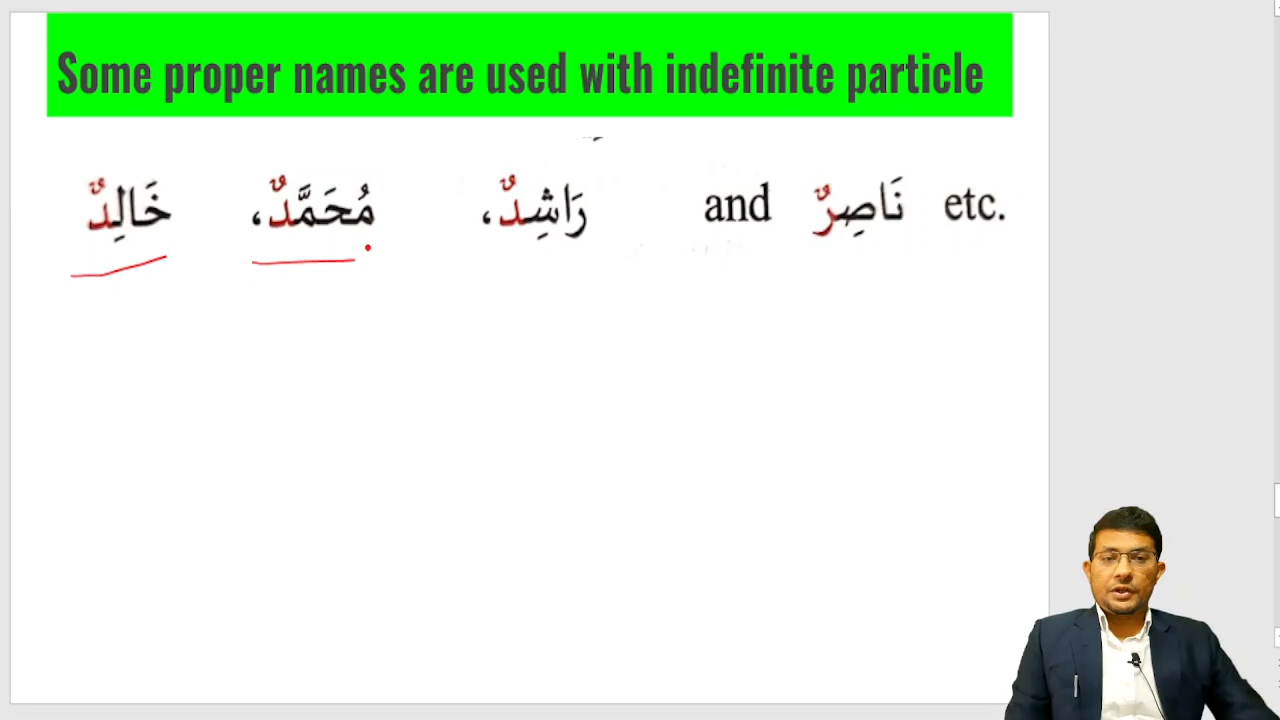 Some proper names are used with indefinite particle
خَالِدٌ مُحَمَّدٌ، رَاشِدٌ، and نَاصِرٌ etc.